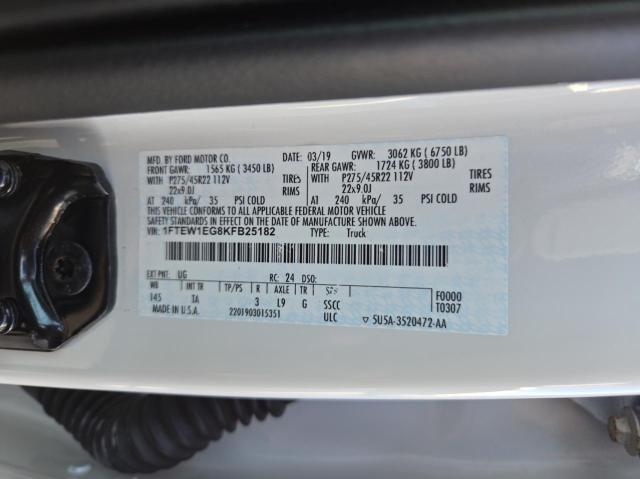 MFD. BY FORD MOTOR CO. 03/19 GVWR: 3062 KG ( 6750 LB)
FRONT GAWR: 1565 KG ( 3450 LB) REAR GAWR: 1724 KG ( 3800 LB)
WITH P275/45R22 112V TIRES WITH P275/45R22 112V TIRES
22x9.0J RIMS 22x9.0J RIMS
AT 240 kPa/ 35 PSI COLD AT 240 kPa/ 35 PSI COLD
THIS VEHICLE CONFORMS TO ALL APPLICABLE FEDERAL MOTOR VEHICLE
SAFETY STANDARDS IN EFFECT ON THE DATE OF MANUFACTURE SHOWN ABOVE.
VIN: 1FTEW1EG8KFB25182 TYPE: Truck
EXT PNT: UG RC: 24 DSO:
WB TP/PS R AXLE TR
145 IA 3 L9 G SSCC F0000
T0307
MADE IN U.S.A. 2201903015351 ULC ▽ 5U5A-3520472-AA